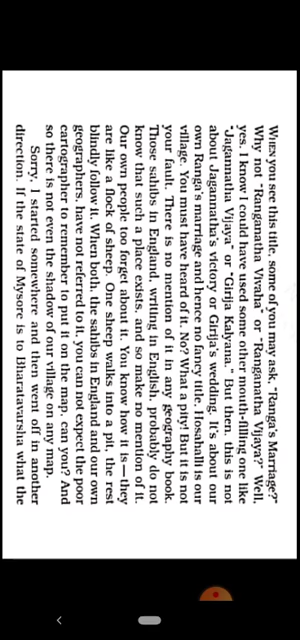 WHEN you see this title, some of you may ask, "Ranga's Marriage?"
Why not "Ranganatha Vivaha" or "Ranganatha Vijaya?" Well,
yes. I know I could have used some other mouth-filling one like
"Jagannatha Vijaya" or "Girija Kalyana." But then, this is not
about Jagannatha's victory or Girija's wedding. It's about our
own Ranga's marriage and hence no fancy title. Hosahalli is our
village. You must have heard of it. No? What a pity! But it is not
your fault. There is no mention of it in any geography book.
Those sahibs in England, writing in English, probably do not
know that such a place exists, and so make no mention of it.
Our own people too forget about it. You know how it is — they
are like a flock of sheep. One sheep walks into a pit, the rest
blindly follow it. When both, the sahibs in England and our own
geographers, have not referred to it, you can not expect the poor
cartographer to remember to put it on the map, can you? And
so there is not even the shadow of our village on any map.
Sorry, I started somewhere and then went off in another
direction. If the state of Mysore is to Bharatavarsha what the